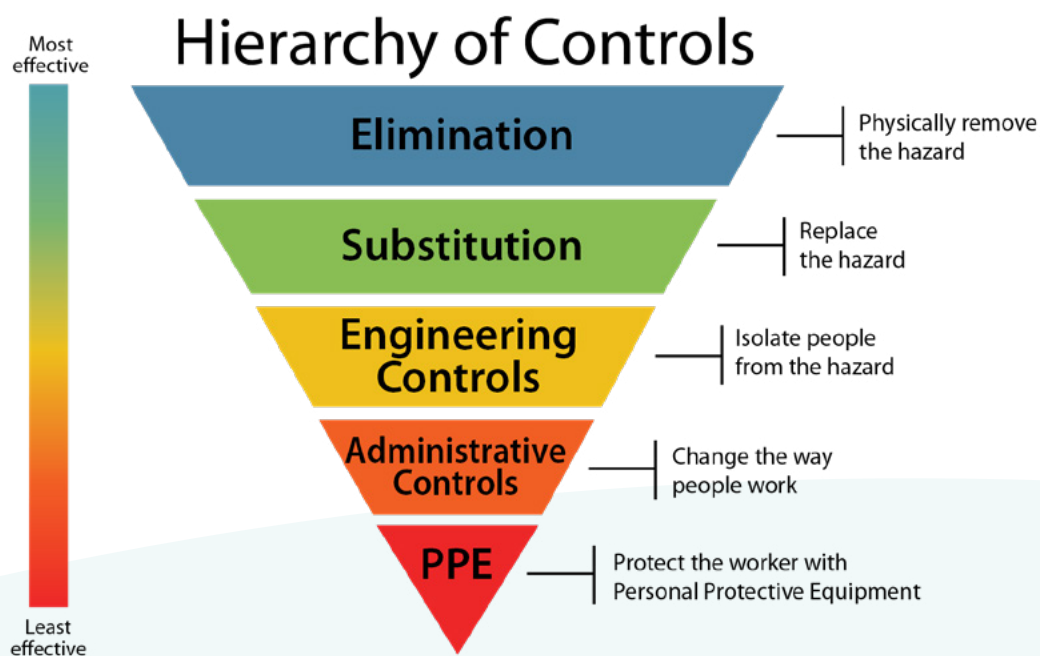 Hierarchy of Controls
Most
effective
Elimination
Physically remove
the hazard
Substitution
Replace
the hazard
Engineering
Controls
Isolate people
from the hazard
Administrative
Controls
Change the way
people work
PPE
Protect the worker with
Personal Protective Equipment
Least
effective